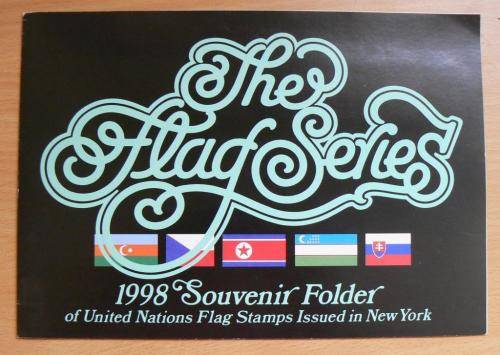 The
Flag Series
1998 Souvenir Folder
of United Nations Flag Stamps Issued in New York